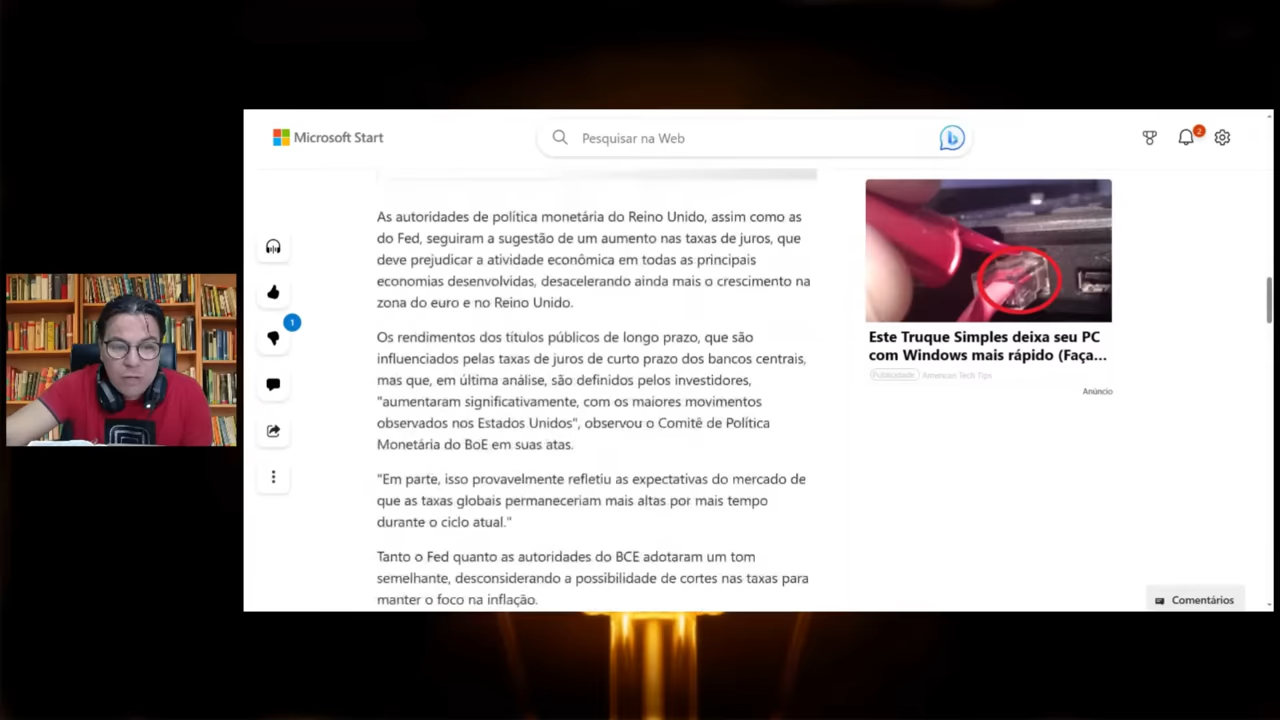 Microsoft Start
Pesquisar na Web
2
As autoridades de política monetária do Reino Unido, assim como as
do Fed, seguiram a sugestão de um aumento nas taxas de juros, que
deve prejudicar a atividade econômica em todas as principais
economias desenvolvidas, desacelerando ainda mais o crescimento na
zona do euro e no Reino Unido.
1
Os rendimentos dos títulos públicos de longo prazo, que são
influenciados pelas taxas de juros de curto prazo dos bancos centrais,
mas que, em última análise, são definidos pelos investidores,
"aumentaram significativamente, com os maiores movimentos
observados nos Estados Unidos", observou o Comitê de Política
Monetária do BoE em suas atas.
"Em parte, isso provavelmente refletiu as expectativas do mercado de
que as taxas globais permaneceriam mais altas por mais tempo
durante o ciclo atual."
Tanto o Fed quanto as autoridades do BCE adotaram um tom
semelhante, desconsiderando a possibilidade de cortes nas taxas para
manter o foco na inflação.
Este Truque Simples deixa seu PC
com Windows mais rápido (Faça...
Publicidade American Tech Tips
Anúncio
Comentários